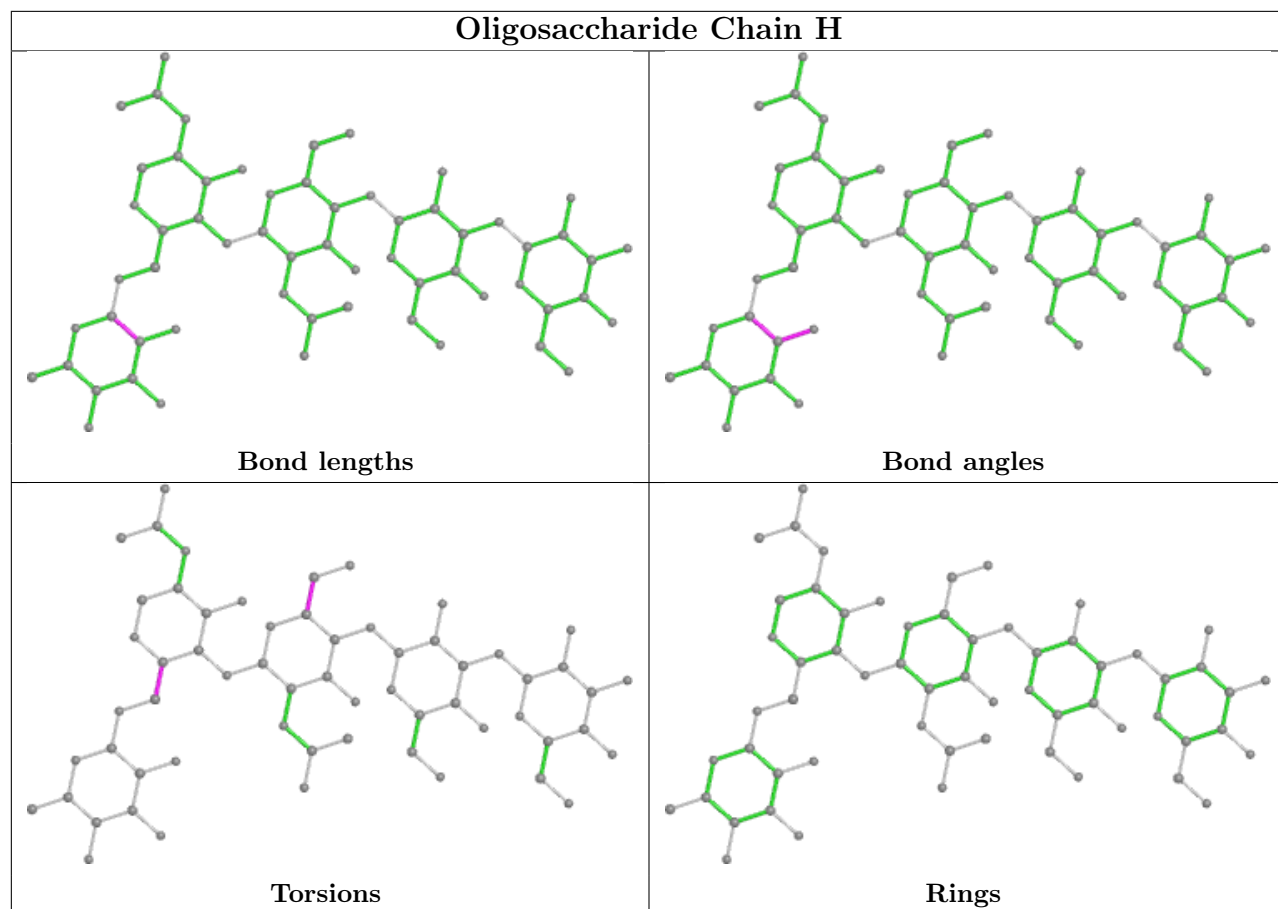 Oligosaccharide Chain H
Bond lengths
Bond angles
Torsions
Rings